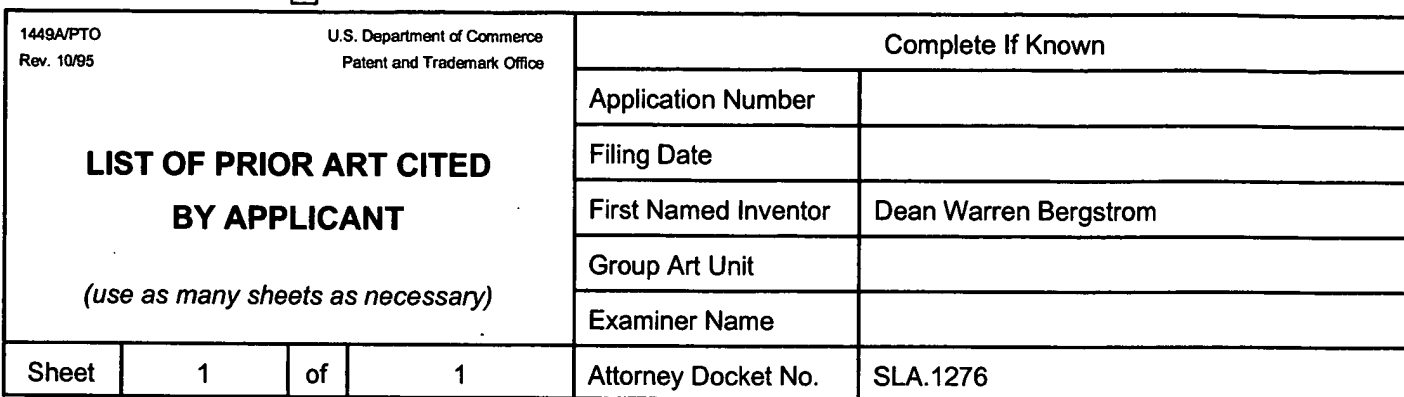 1449A/PTO U.S. Department of Commerce
Rev. 10/95 Patent and Trademark Office
LIST OF PRIOR ART CITED
BY APPLICANT
(use as many sheets as necessary)
Sheet 1 of 1
Complete If Known
Application Number
Filing Date
First Named Inventor Dean Warren Bergstrom
Group Art Unit
Examiner Name
Attorney Docket No. SLA.1276